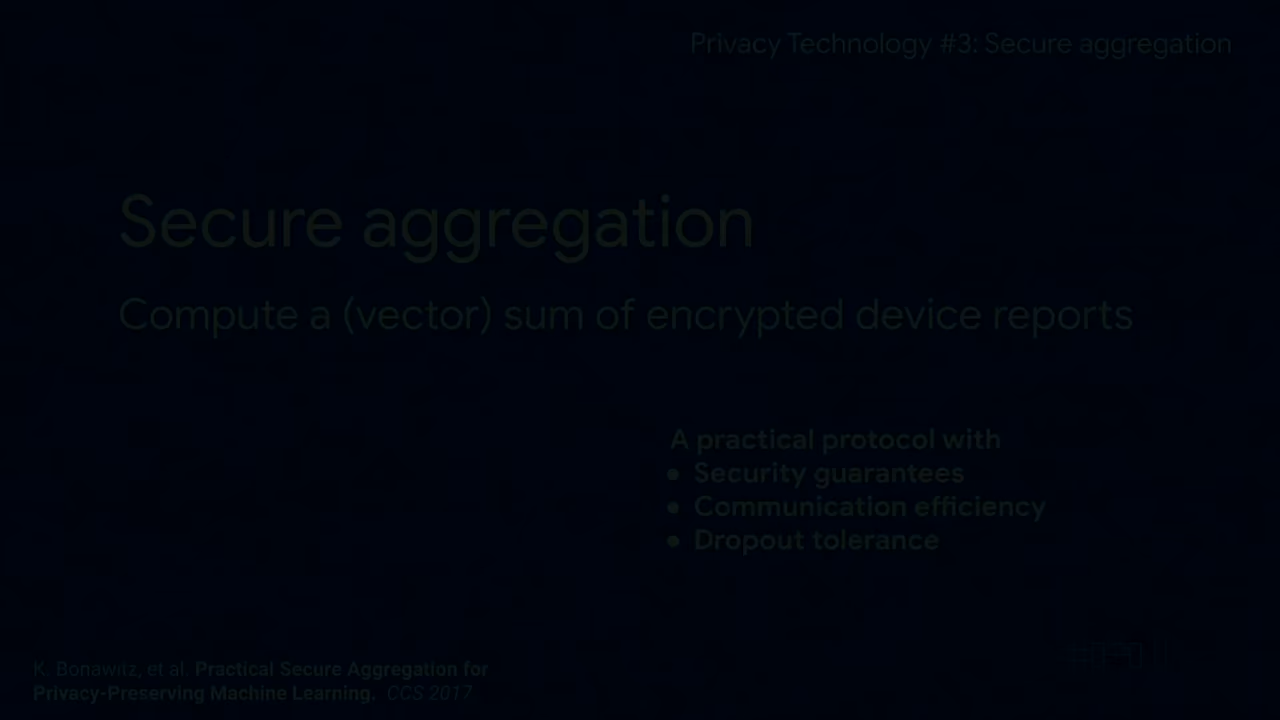 Privacy Technology #3: Secure aggregation
Secure aggregation
Compute a (vector) sum of encrypted device reports
A practical protocol with
● Security guarantees
● Communication efficiency
● Dropout tolerance
K. Bonawitz, et al. Practical Secure Aggregation for
Privacy-Preserving Machine Learning. CCS 2017.